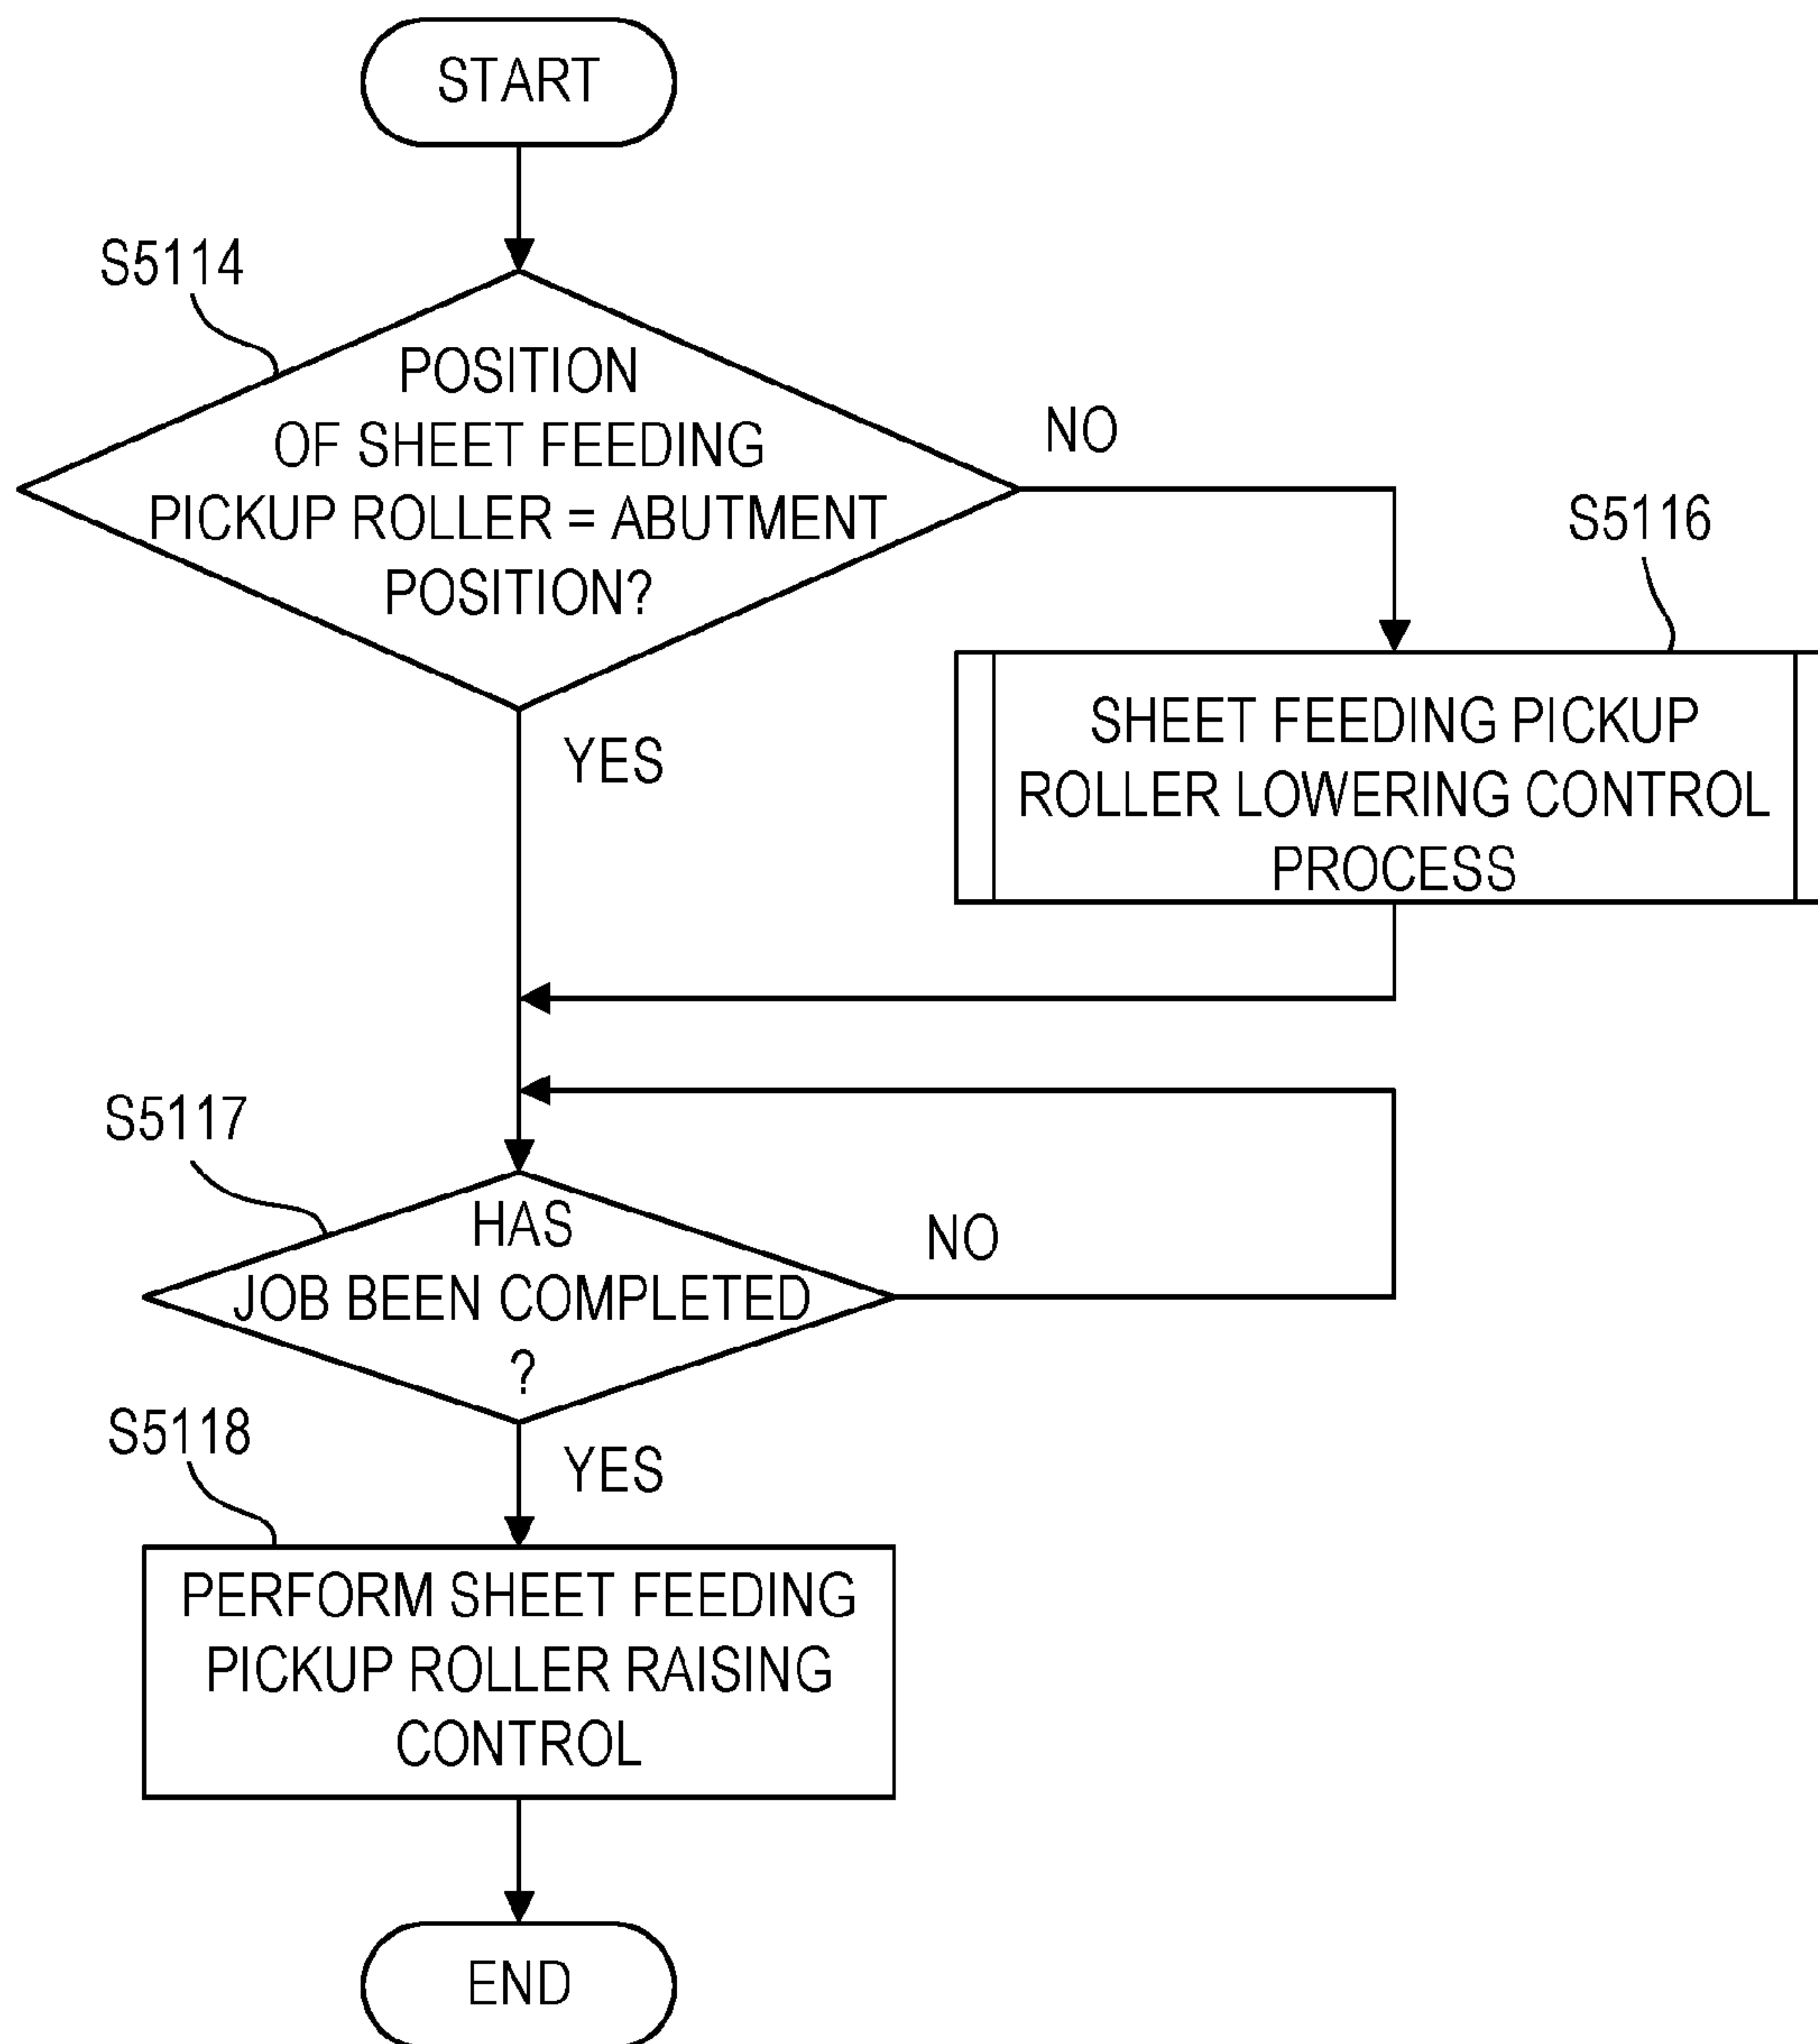 START
S5114
POSITION
OF SHEET FEEDING
PICKUP ROLLER = ABUTMENT
POSITION?
NO
S5116
SHEET FEEDING PICKUP
ROLLER LOWERING CONTROL
PROCESS
YES
S5117
HAS
JOB BEEN COMPLETED
?
NO
S5118
YES
PERFORM SHEET FEEDING
PICKUP ROLLER RAISING
CONTROL
END